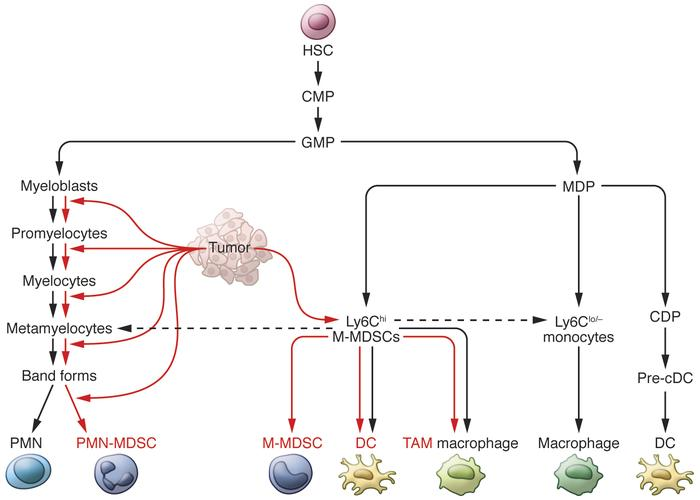 HSC
CMP
GMP
Myeloblasts
MDP
Promyelocytes
Tumor
Myelocytes
Metamyelocytes
Ly6Chi
M-MDSCs
Ly6Clo/–
monocytes
CDP
Band forms
Pre-cDC
PMN
PMN-MDSC
M-MDSC
DC
TAM macrophage
Macrophage
DC